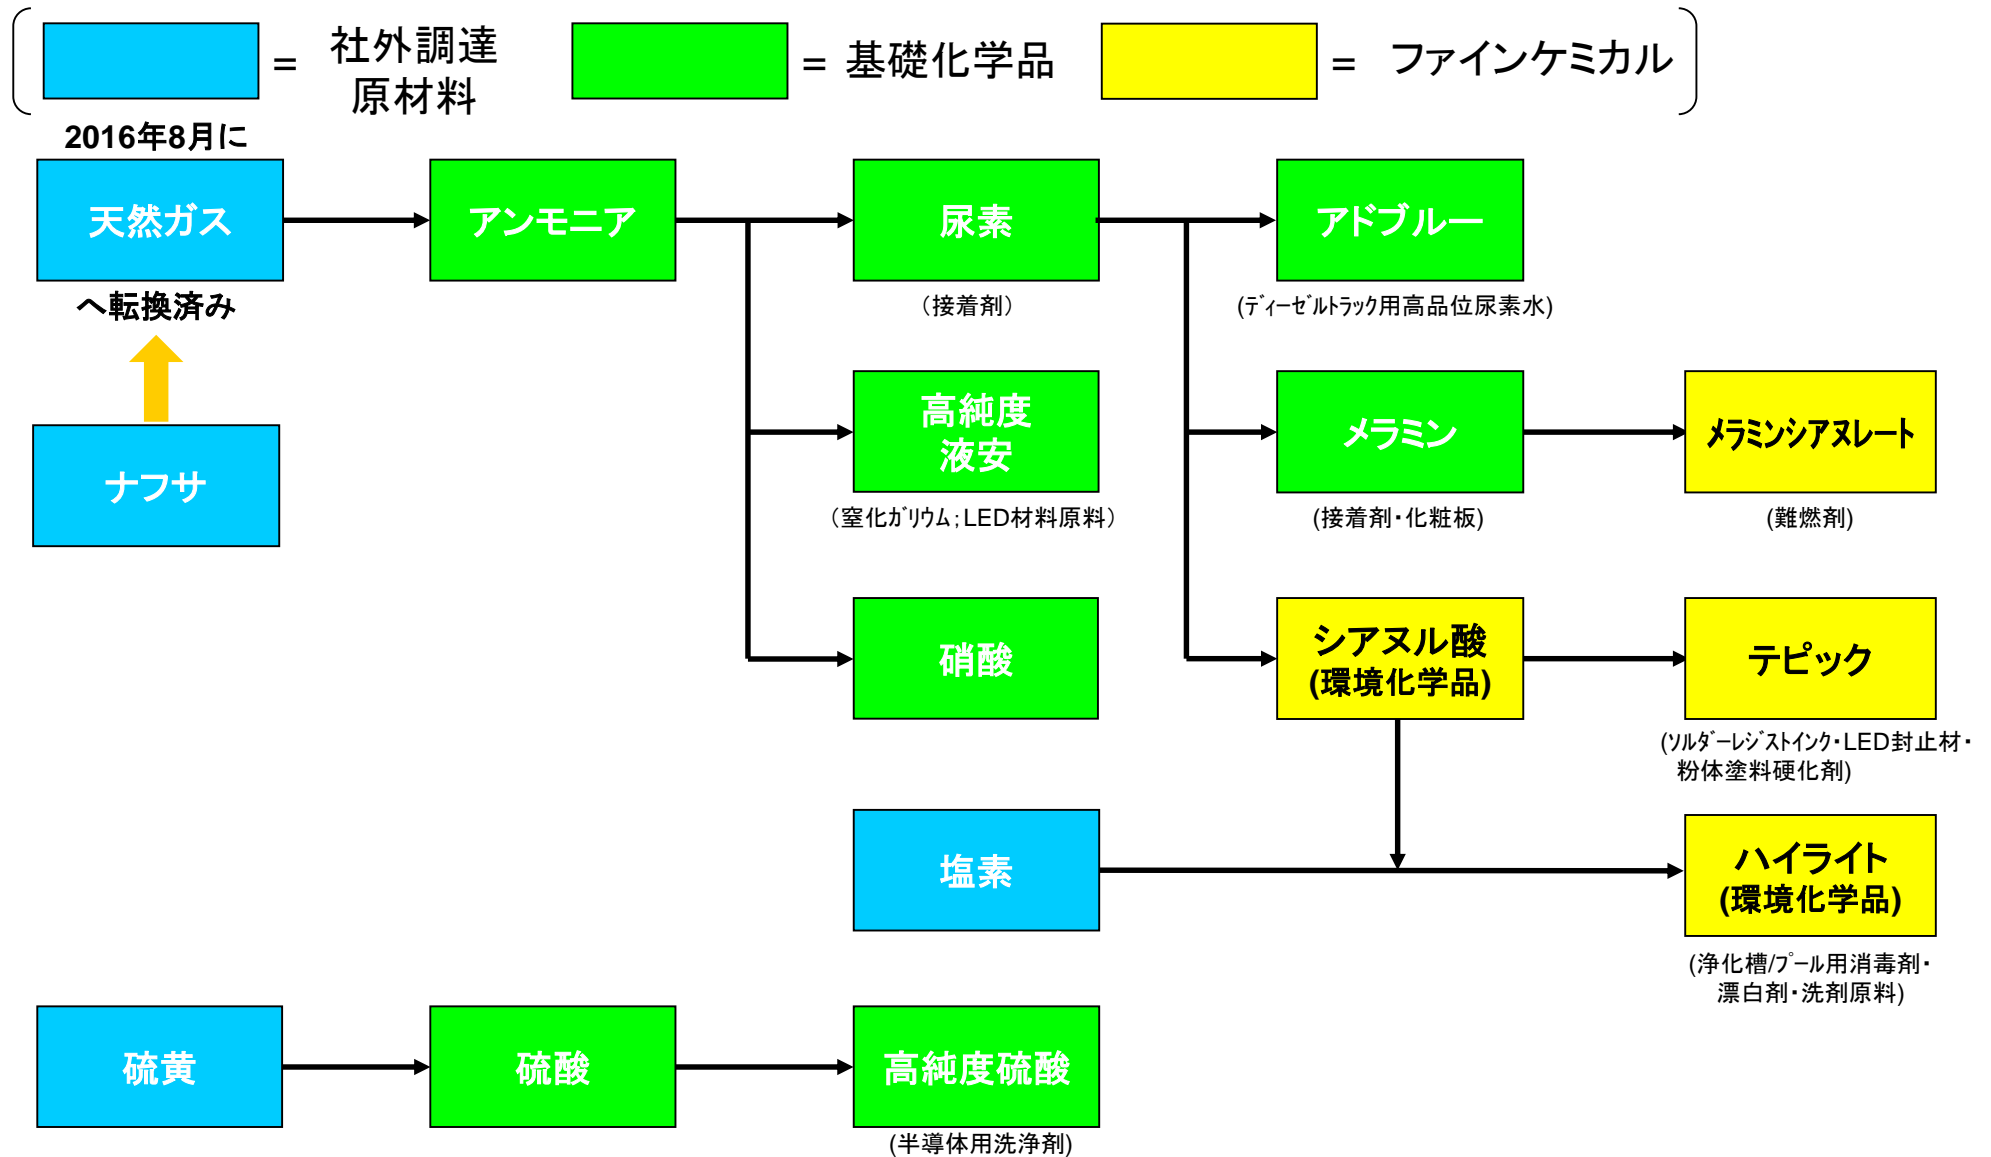 = 社外調達
原材料
= 基礎化学品
= ファインケミカル
2016年8月に
天然ガス
へ転換済み
ナフサ
アンモニア
尿素
(接着剤)
アドブルー
(ﾃﾞｨｰｾﾞﾙﾄﾗｯｸ用高品位尿素水)
高純度
液安
(窒化ｶﾞﾘｳﾑ;LED材料原料)
メラミン
(接着剤・化粧板)
メラミンシアヌレート
(難燃剤)
硝酸
シアヌル酸
(環境化学品)
テピック
(ｿﾙﾀﾞｰﾚｼﾞｽﾄｲﾝｸ・LED封止材・
粉体塗料硬化剤)
塩素
ハイライト
(環境化学品)
(浄化槽/ﾌﾟｰﾙ用消毒剤・
漂白剤・洗剤原料)
硫黄
硫酸
高純度硫酸
(半導体用洗浄剤)